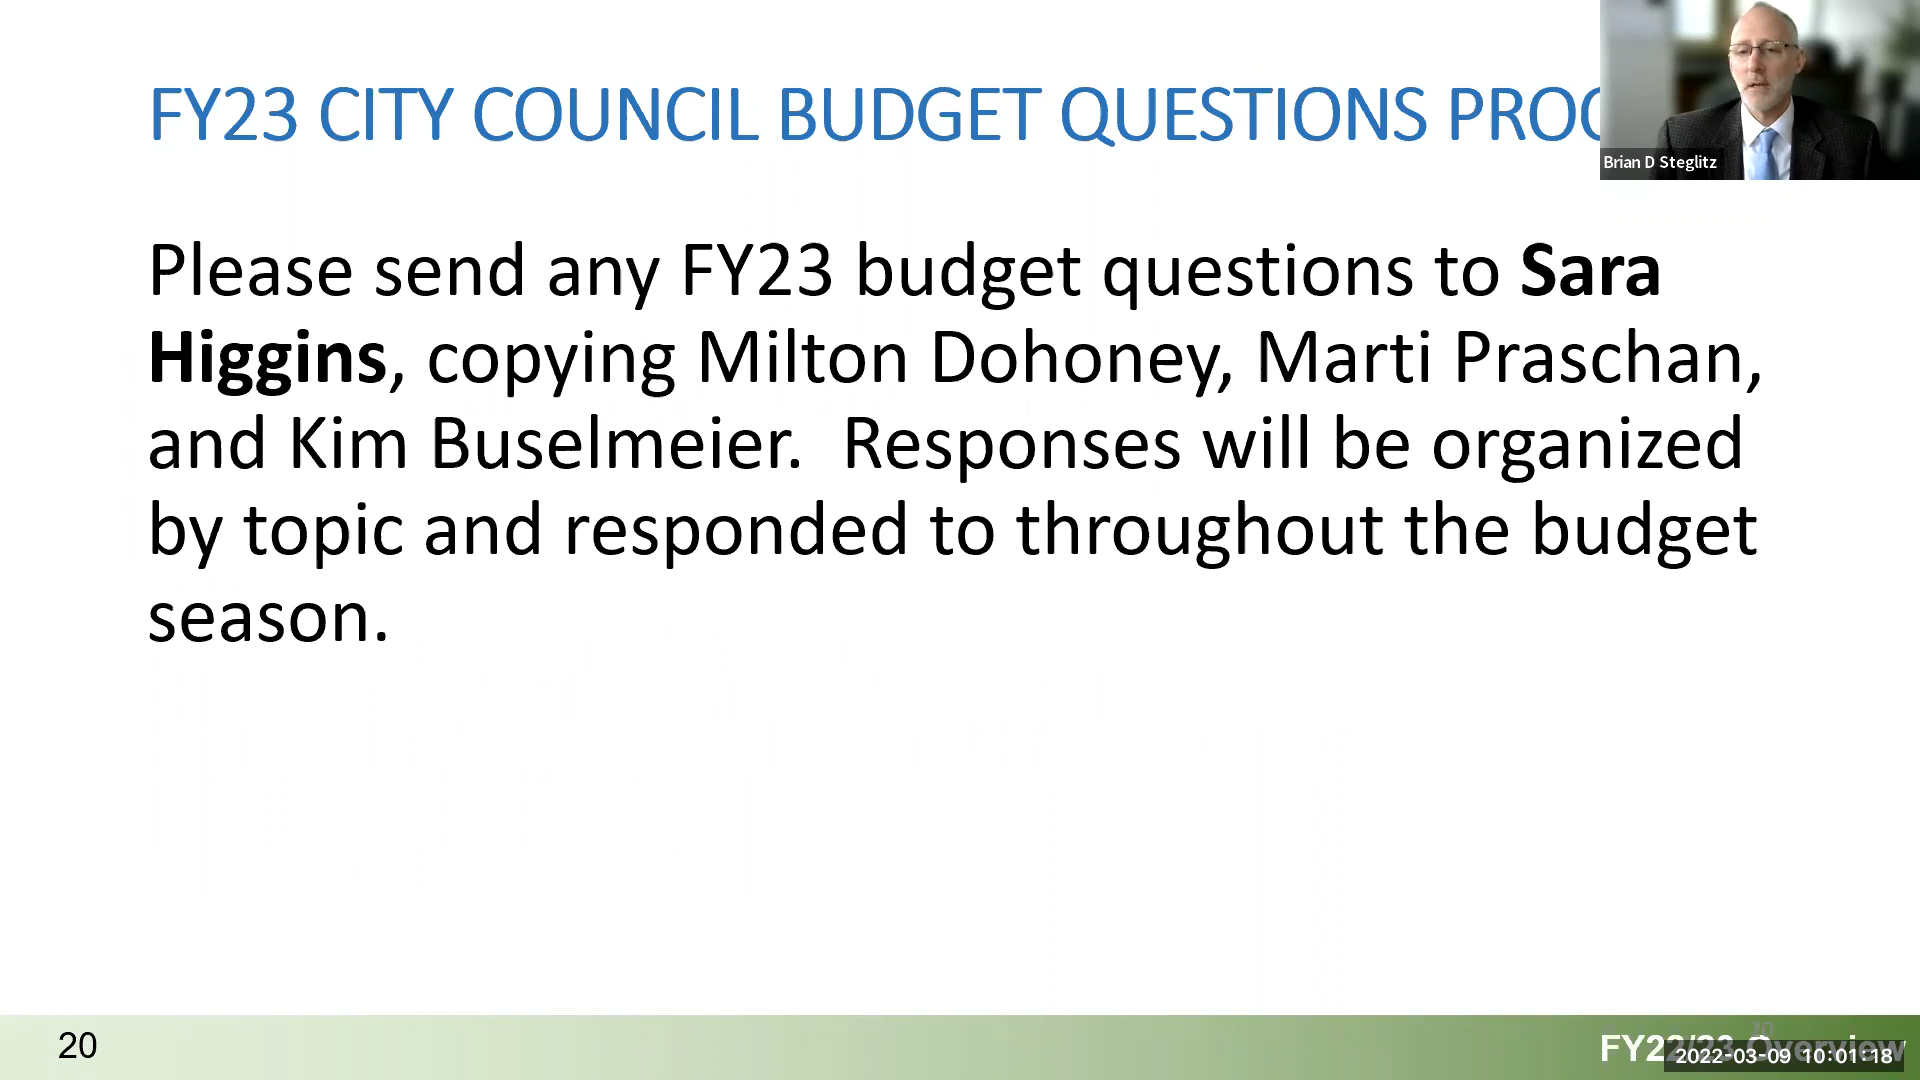 FY23 CITY COUNCIL BUDGET QUESTIONS PROC
Brian D Steglitz
Please send any FY23 budget questions to Sara
Higgins, copying Milton Dohoney, Marti Praschan,
and Kim Buselmeier.  Responses will be organized
by topic and responded to throughout the budget
season.
20
20
FY22/23 Overview
2022-03-09 10:01:18